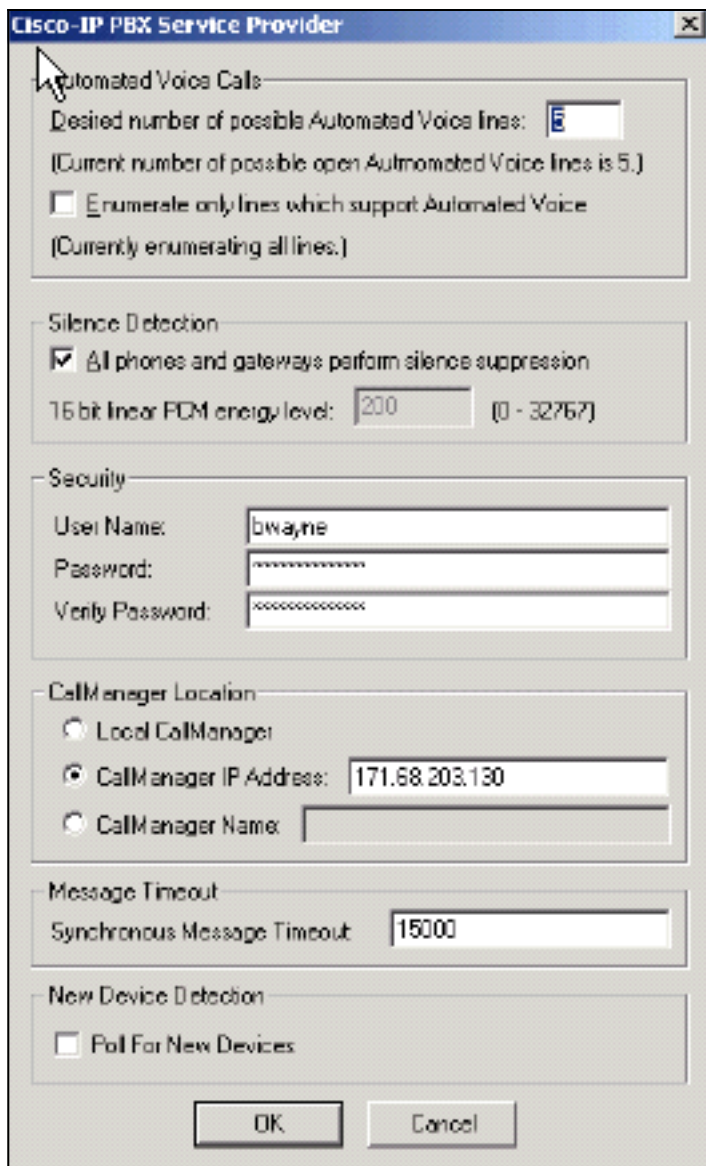 Cisco-IP PBX Service Provider
Automated Voice Calls
Desired number of possible Automated Voice lines: 5
(Current number of possible open Autmomated Voice lines is 5.)
Enumerate only lines which support Automated Voice
(Currently enumerating all lines.)
Silence Detection
All phones and gateways perform silence suppression
16 bit linear PCM energy level: 200 (0 - 32767)
Security
User Name: bwayne
Password: **************
Verify Password: **************
CallManager Location
Local CallManager
CallManager IP Address: 171.68.203.130
CallManager Name:
Message Timeout
Synchronous Message Timeout 15000
New Device Detection
Poll For New Devices
OK Cancel